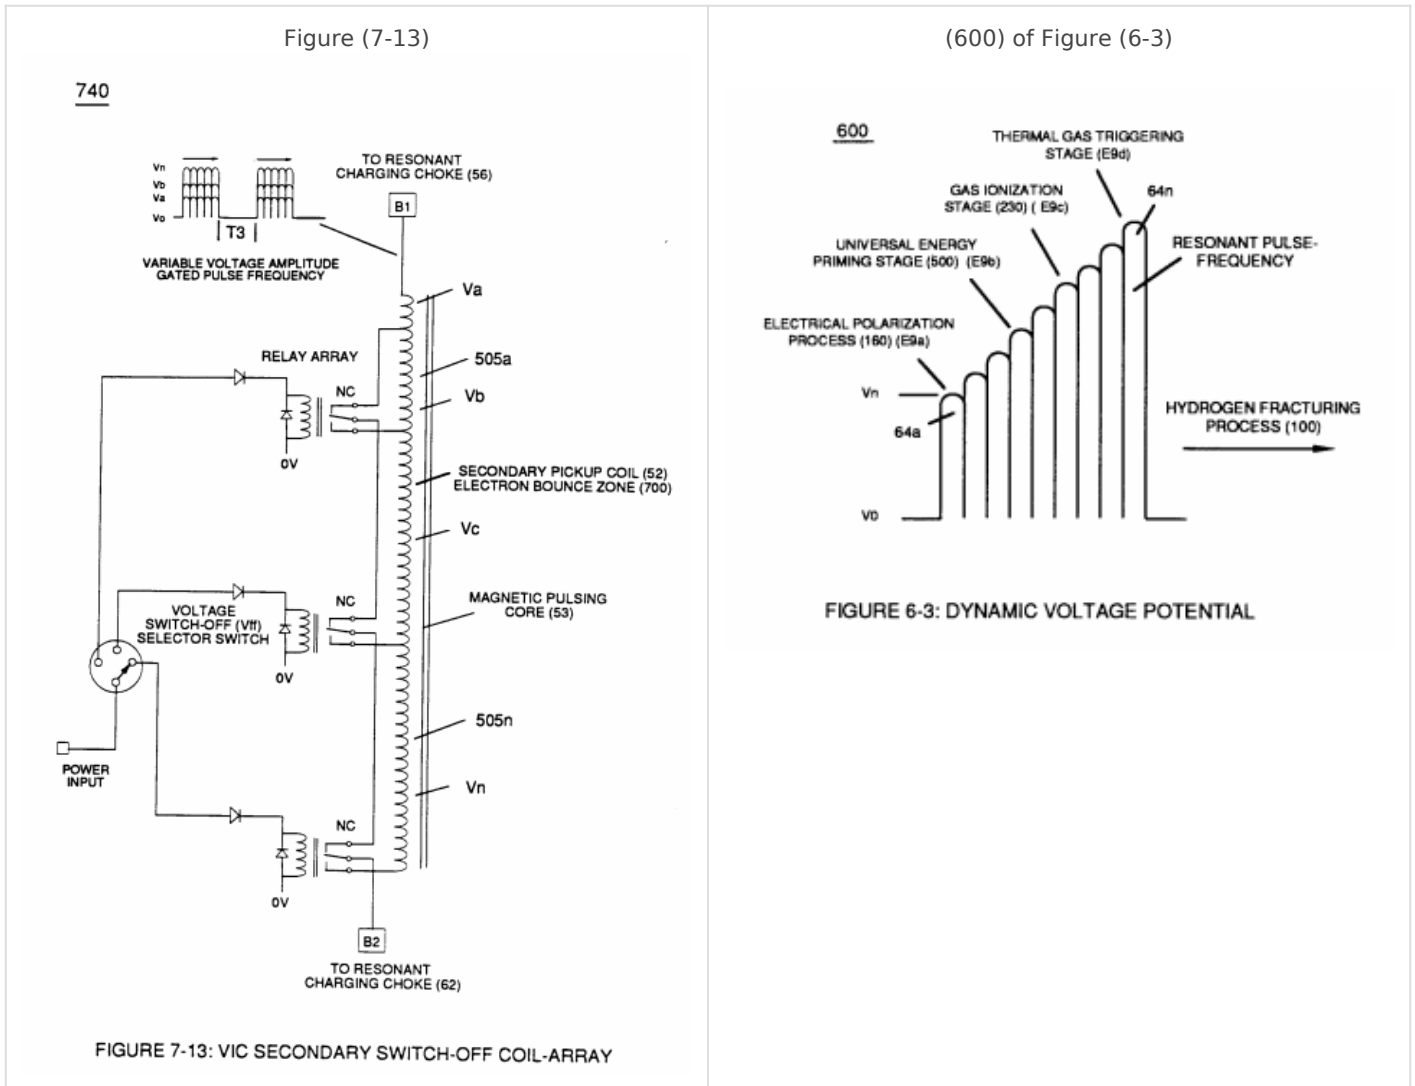 Figure (7-13)
740
Vn
Vb
Va
Vo
T3
VARIABLE VOLTAGE AMPLITUDE
GATED PULSE FREQUENCY
TO RESONANT
CHARGING CHOKE (56)
B1
Va
RELAY ARRAY
505a
NC
Vb
0V
SECONDARY PICKUP COIL (52)
ELECTRON BOUNCE ZONE (700)
Vc
NC
MAGNETIC PULSING
CORE (53)
VOLTAGE
SWITCH-OFF (Vff)
SELECTOR SWITCH
0V
505n
POWER
INPUT
Vn
NC
0V
B2
TO RESONANT
CHARGING CHOKE (62)
FIGURE 7-13: VIC SECONDARY SWITCH-OFF COIL-ARRAY
(600) of Figure (6-3)
600
THERMAL GAS TRIGGERING
STAGE (E9d)
GAS IONIZATION
STAGE (230) ( E9c)
64n
UNIVERSAL ENERGY
PRIMING STAGE (500) (E9b)
RESONANT PULSE-
FREQUENCY
ELECTRICAL POLARIZATION
PROCESS (160) (E9a)
Vn
64a
HYDROGEN FRACTURING
PROCESS (100)
V0
FIGURE 6-3: DYNAMIC VOLTAGE POTENTIAL